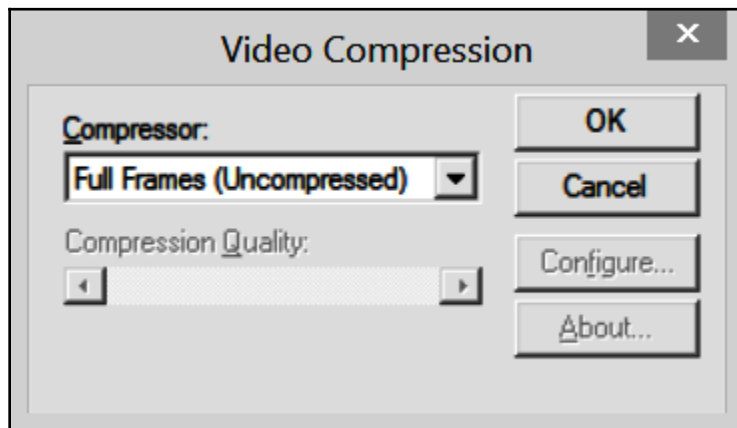 Video Compression
Compressor:
Full Frames (Uncompressed)
Compression Quality:
OK
Cancel
Configure...
About...